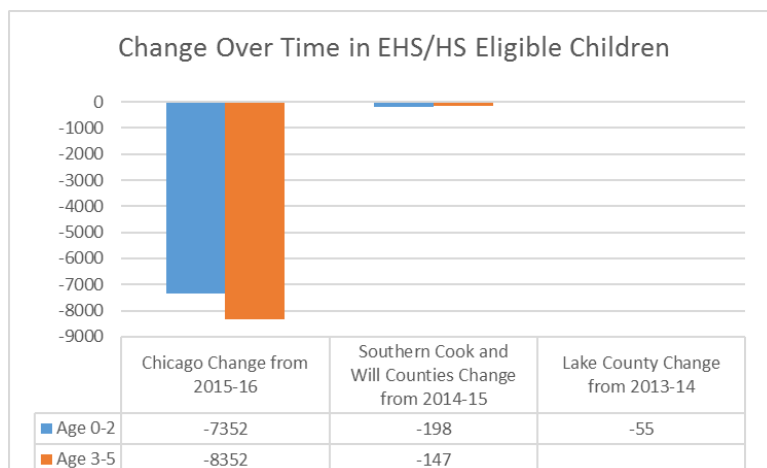 Change Over Time in EHS/HS Eligible Children
0
-1000
-2000
-3000
-4000
-5000
-6000
-7000
-8000
-9000
Chicago Change from
2015-16
Southern Cook and
Will Counties Change
from 2014-15
Lake County Change
from 2013-14
Age 0-2 -7352 -198 -55
Age 3-5 -8352 -147